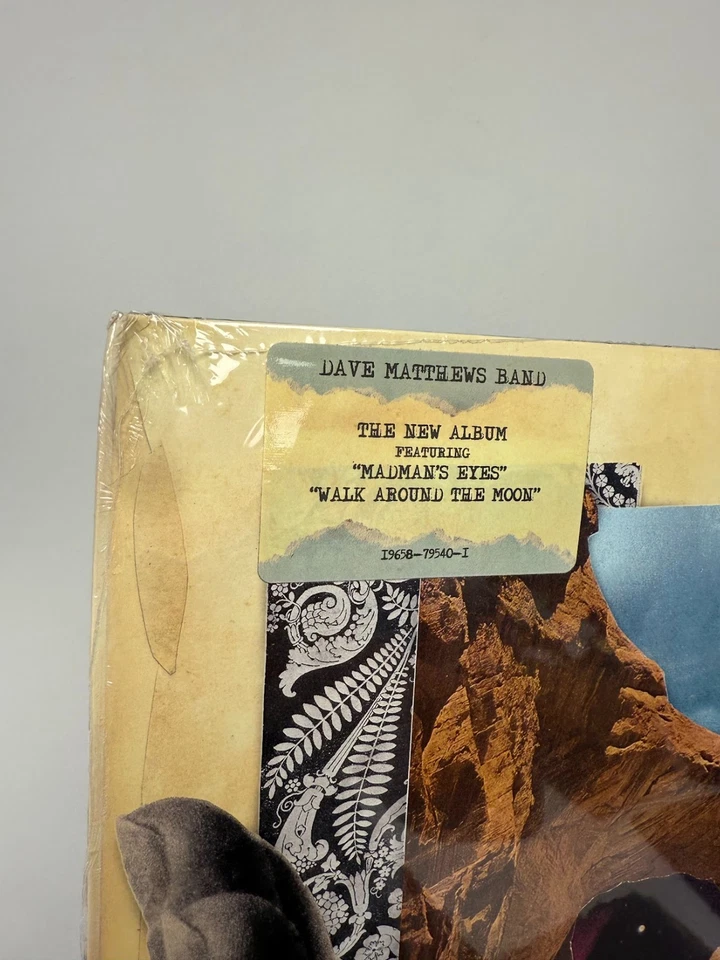 DAVE MATTHEWS BAND
THE NEW ALBUM
FEATURING
“MADMAN’S EYES”
“WALK AROUND THE MOON”
19658-79540-1